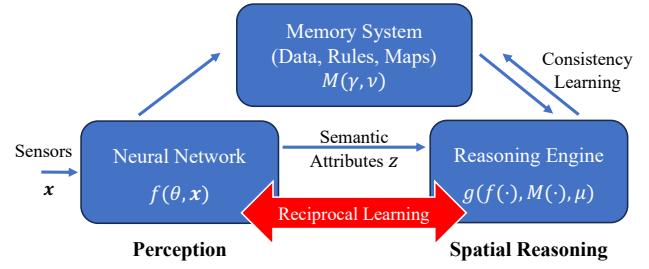 Memory System
(Data, Rules, Maps)
M(γ, ν)
Consistency
Learning
Sensors
x
Neural Network
f(θ, x)
Semantic
Attributes z
Reasoning Engine
g(f(·), M(·), μ)
Reciprocal Learning
Perception
Spatial Reasoning